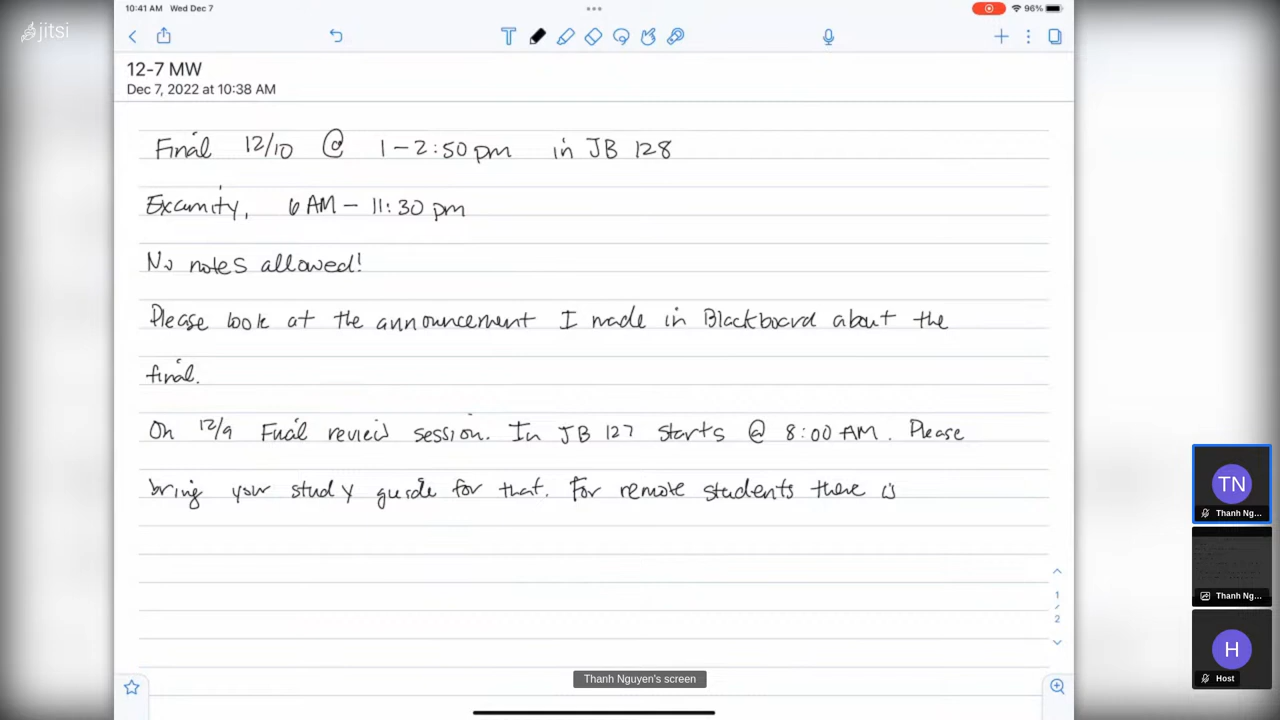 10:41 AM Wed Dec 7
96%
jitsi
12-7 MW
Dec 7, 2022 at 10:38 AM
Final 12/10 @ 1-2:50pm in JB 128
Examity, 6 AM - 11:30 pm
No notes allowed!
Please look at the announcement I made in Blackboard about the
final.
On 12/9 Final review session. In JB 127 starts @ 8:00 AM. Please
bring your study guide for that. For remote students there is
TN
Thanh Ng...
Thanh Ng...
H
Host
1
/
2
Thanh Nguyen's screen